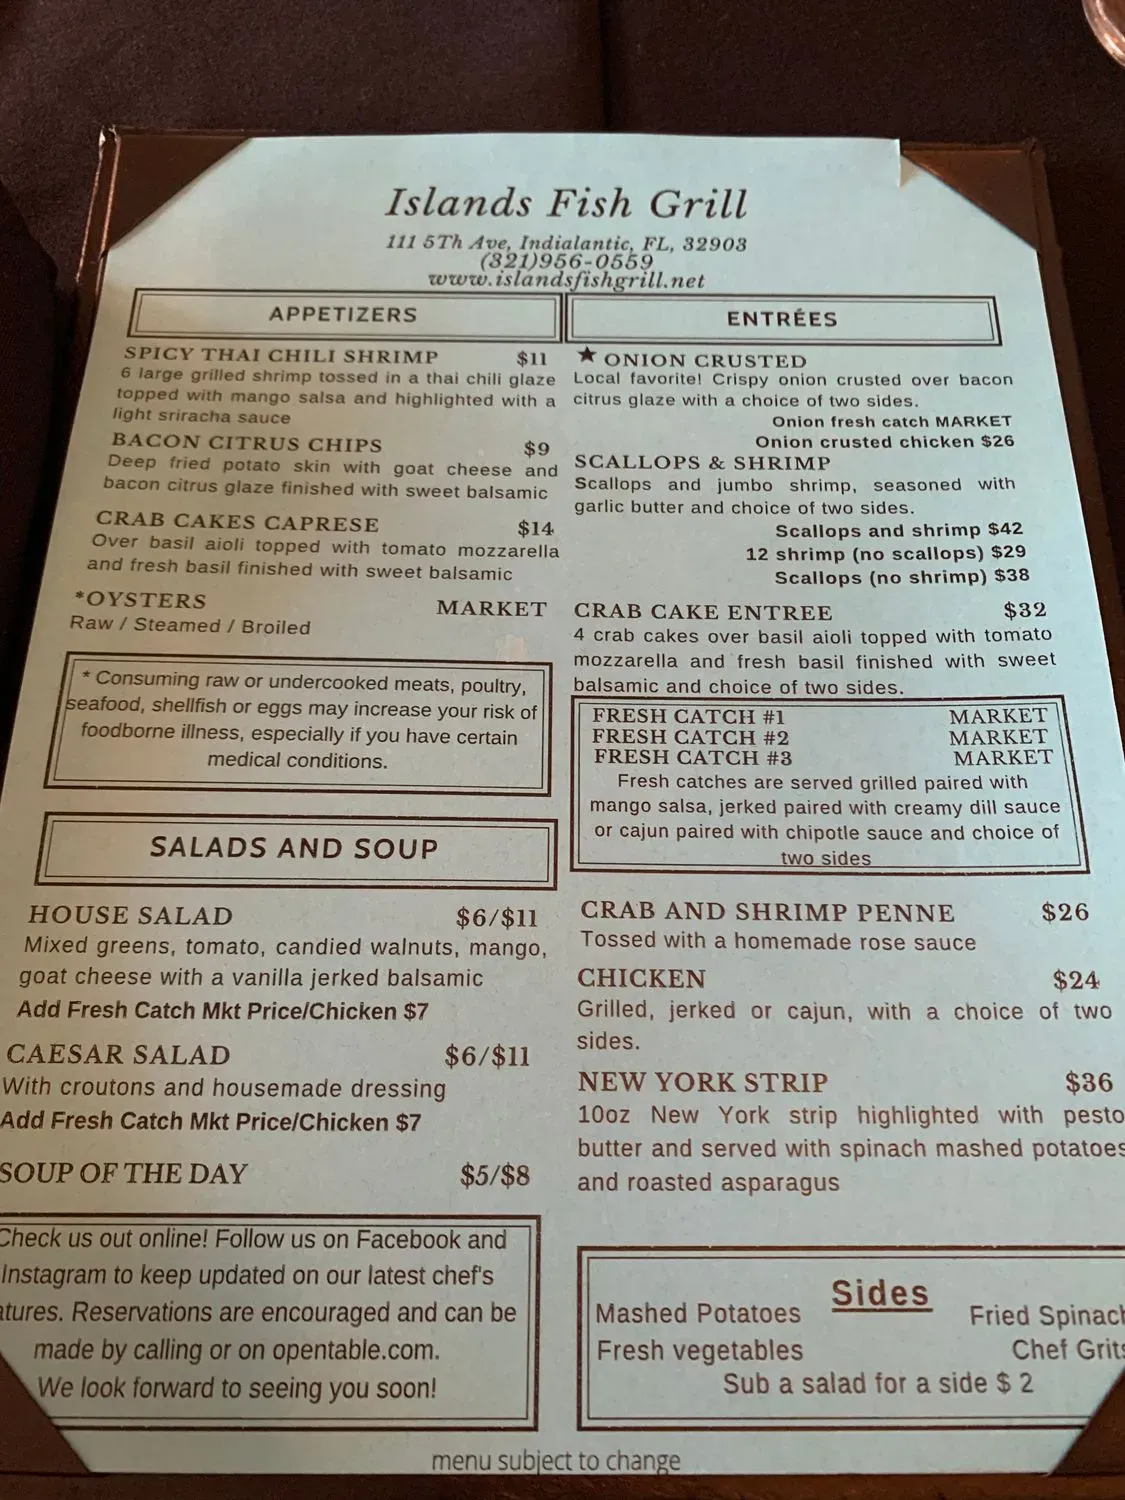 Islands Fish Grill
111 5Th Ave, Indialantic, FL, 32903
(321)956-0559
www.islandsfishgrill.net
APPETIZERS
SPICY THAI CHILI SHRIMP $11
6 large grilled shrimp tossed in a thai chili glaze
topped with mango salsa and highlighted with a
light sriracha sauce
BACON CITRUS CHIPS $9
Deep fried potato skin with goat cheese and
bacon citrus glaze finished with sweet balsamic
CRAB CAKES CAPRESE $14
Over basil aioli topped with tomato mozzarella
and fresh basil finished with sweet balsamic
*OYSTERS MARKET
Raw / Steamed / Broiled
* Consuming raw or undercooked meats, poultry,
seafood, shellfish or eggs may increase your risk of
foodborne illness, especially if you have certain
medical conditions.
SALADS AND SOUP
HOUSE SALAD $6/$11
Mixed greens, tomato, candied walnuts, mango,
goat cheese with a vanilla jerked balsamic
Add Fresh Catch Mkt Price/Chicken $7
CAESAR SALAD $6/$11
With croutons and housemade dressing
Add Fresh Catch Mkt Price/Chicken $7
SOUP OF THE DAY $5/$8
Check us out online! Follow us on Facebook and
Instagram to keep updated on our latest chef's
atures. Reservations are encouraged and can be
made by calling or on opentable.com.
We look forward to seeing you soon!
ENTRÉES
★ ONION CRUSTED
Local favorite! Crispy onion crusted over bacon
citrus glaze with a choice of two sides.
Onion fresh catch MARKET
Onion crusted chicken $26
SCALLOPS & SHRIMP
Scallops and jumbo shrimp, seasoned with
garlic butter and choice of two sides.
Scallops and shrimp $42
12 shrimp (no scallops) $29
Scallops (no shrimp) $38
CRAB CAKE ENTREE $32
4 crab cakes over basil aioli topped with tomato
mozzarella and fresh basil finished with sweet
balsamic and choice of two sides.
FRESH CATCH #1 MARKET
FRESH CATCH #2 MARKET
FRESH CATCH #3 MARKET
Fresh catches are served grilled paired with
mango salsa, jerked paired with creamy dill sauce
or cajun paired with chipotle sauce and choice of
two sides
CRAB AND SHRIMP PENNE $26
Tossed with a homemade rose sauce
CHICKEN $24
Grilled, jerked or cajun, with a choice of two
sides.
NEW YORK STRIP $36
10oz New York strip highlighted with pesto
butter and served with spinach mashed potatoes
and roasted asparagus
Sides
Mashed Potatoes Fried Spinach
Fresh vegetables Chef Grits
Sub a salad for a side $ 2
menu subject to change